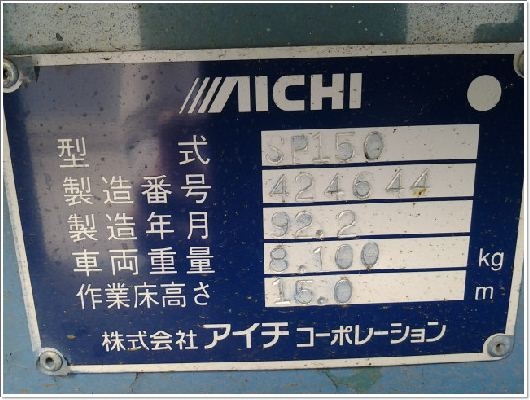 AICHI
型式 SP150
製造番号 424644
製造年月 92.2
車両重量 8.100 kg
作業床高さ 15.0 m
株式会社 アイチ コーポレーション